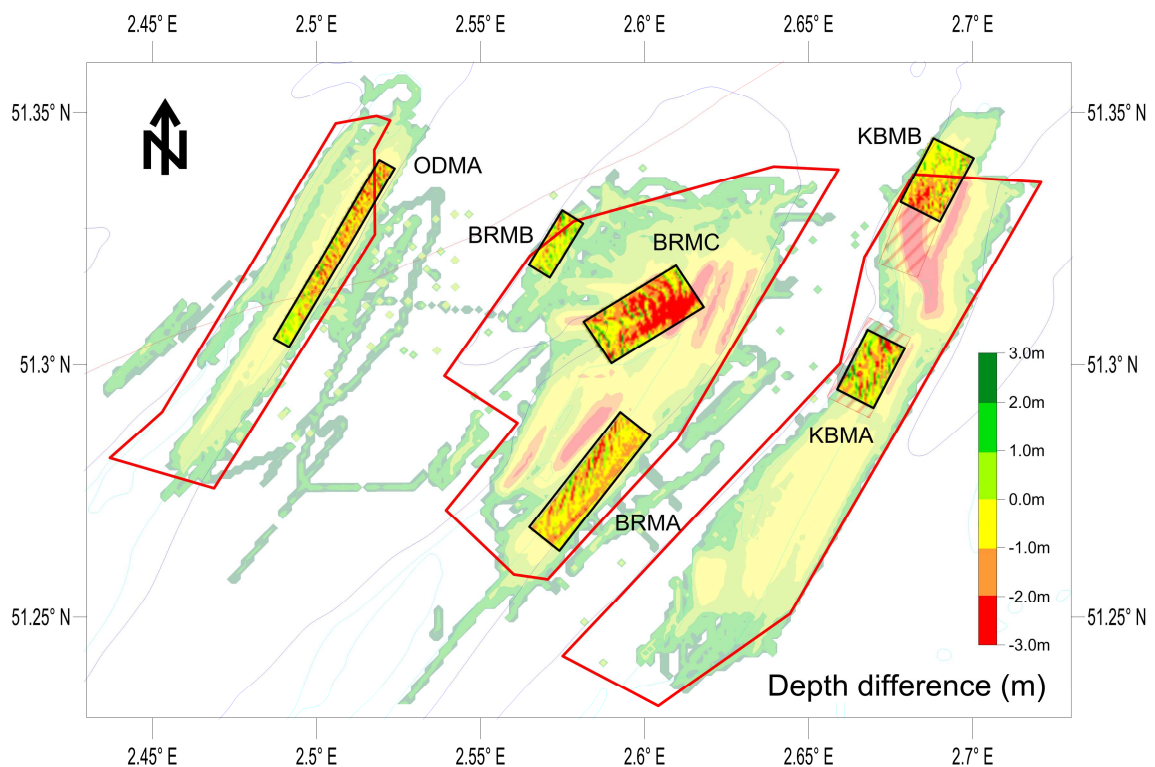 2.45° E 2.5° E 2.55° E 2.6° E 2.65° E 2.7° E
51.35° N 51.35° N
N
KBMB
ODMA
BRMB
BRMC
51.3° N 51.3° N
3.0m
2.0m
KBMA
1.0m
0.0m
BRMA
-1.0m
-2.0m
51.25° N 51.25° N
-3.0m
Depth difference (m)
2.45° E 2.5° E 2.55° E 2.6° E 2.65° E 2.7° E